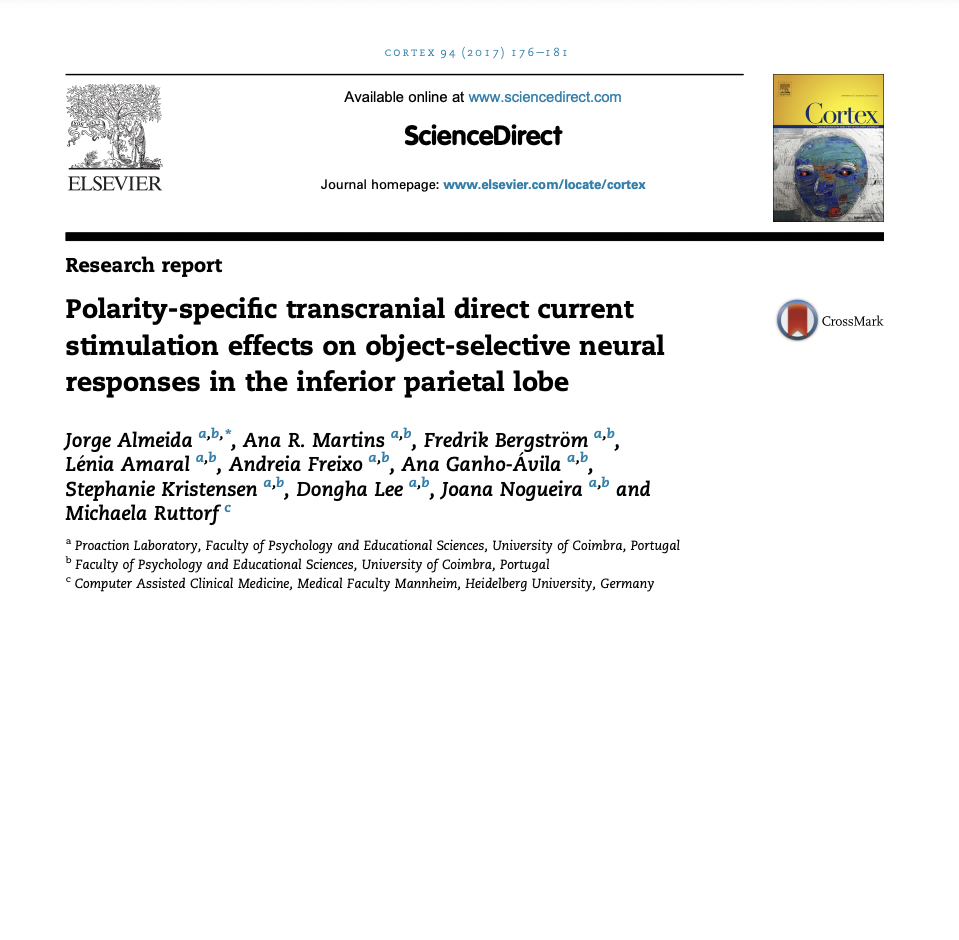 CORTEX 94 (2017) 176–181
Available online at www.sciencedirect.com
ScienceDirect
Journal homepage: www.elsevier.com/locate/cortex
ELSEVIER
Cortex
Research report
Polarity-specific transcranial direct current
stimulation effects on object-selective neural
responses in the inferior parietal lobe
CrossMark
Jorge Almeida a,b,*, Ana R. Martins a,b, Fredrik Bergström a,b,
Lénia Amaral a,b, Andreia Freixo a,b, Ana Ganho-Ávila a,b,
Stephanie Kristensen a,b, Dongha Lee a,b, Joana Nogueira a,b and
Michaela Ruttorf c
a Proaction Laboratory, Faculty of Psychology and Educational Sciences, University of Coimbra, Portugal
b Faculty of Psychology and Educational Sciences, University of Coimbra, Portugal
c Computer Assisted Clinical Medicine, Medical Faculty Mannheim, Heidelberg University, Germany